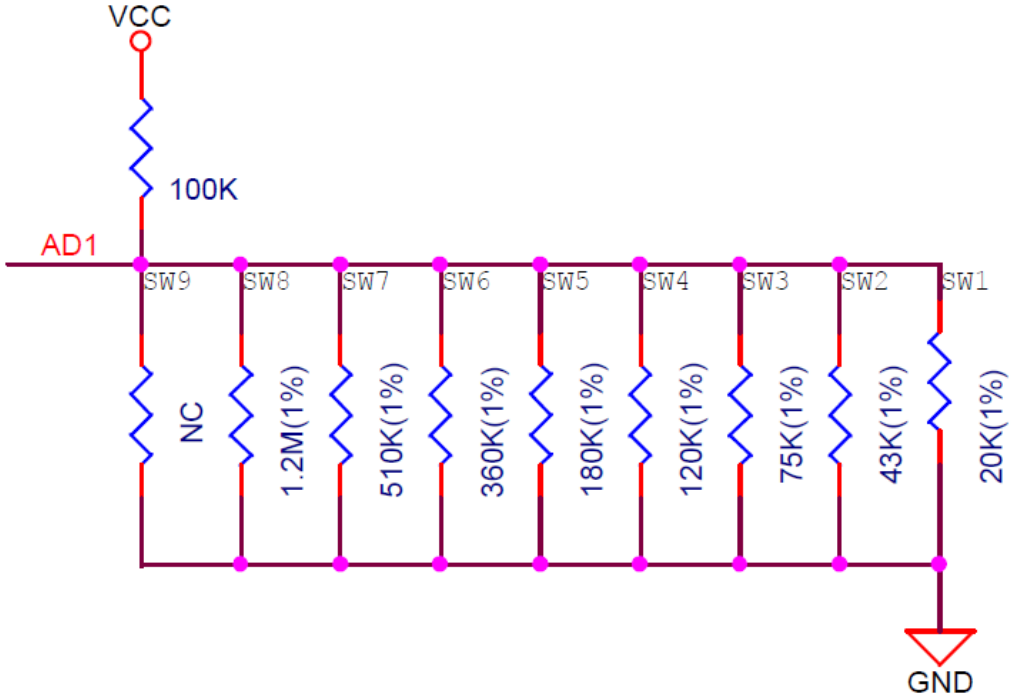 VCC
100K
AD1
SW9
SW8
SW7
SW6
SW5
SW4
SW3
SW2
SW1
NC
1.2M(1%)
510K(1%)
360K(1%)
180K(1%)
120K(1%)
75K(1%)
43K(1%)
20K(1%)
GND